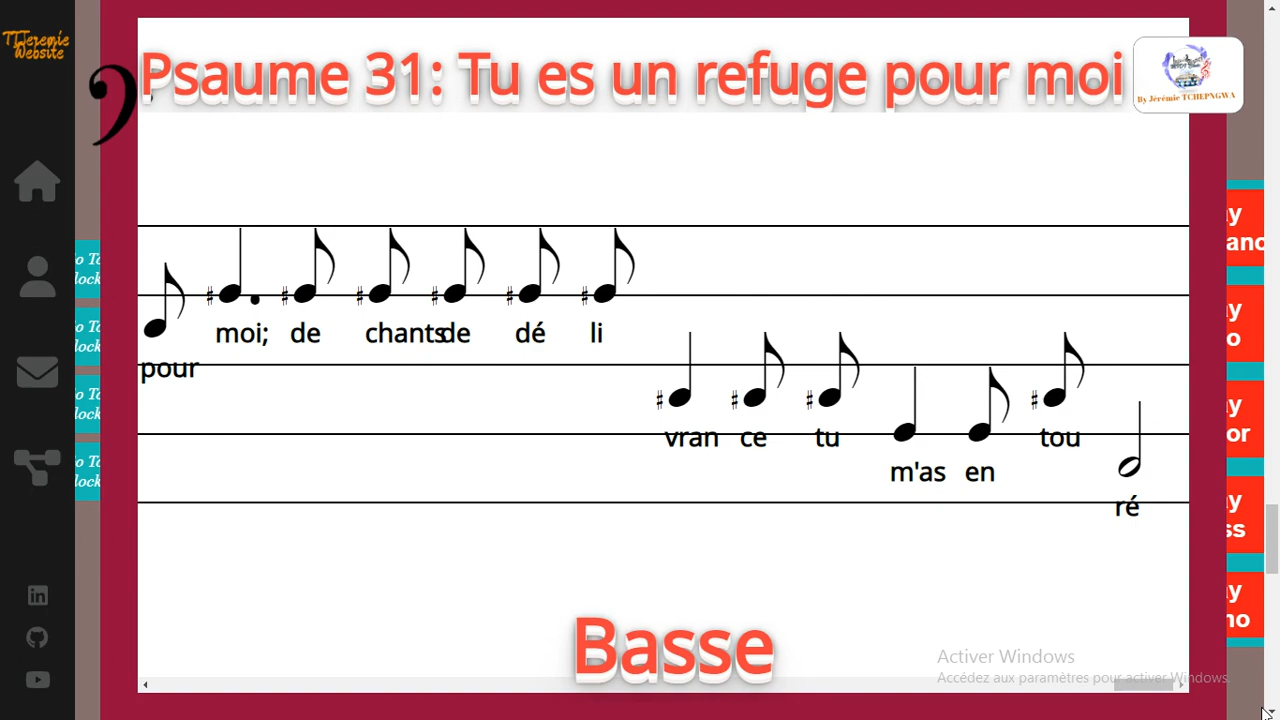 TTJeremie
Website
Psaume 31: Tu es un refuge pour moi
By Jérémie TCHEPNGWA
pour moi; de chants de dé li vran ce tu m'as en tou ré
Basse
Activer Windows
Accédez aux paramètres pour activer Windows.